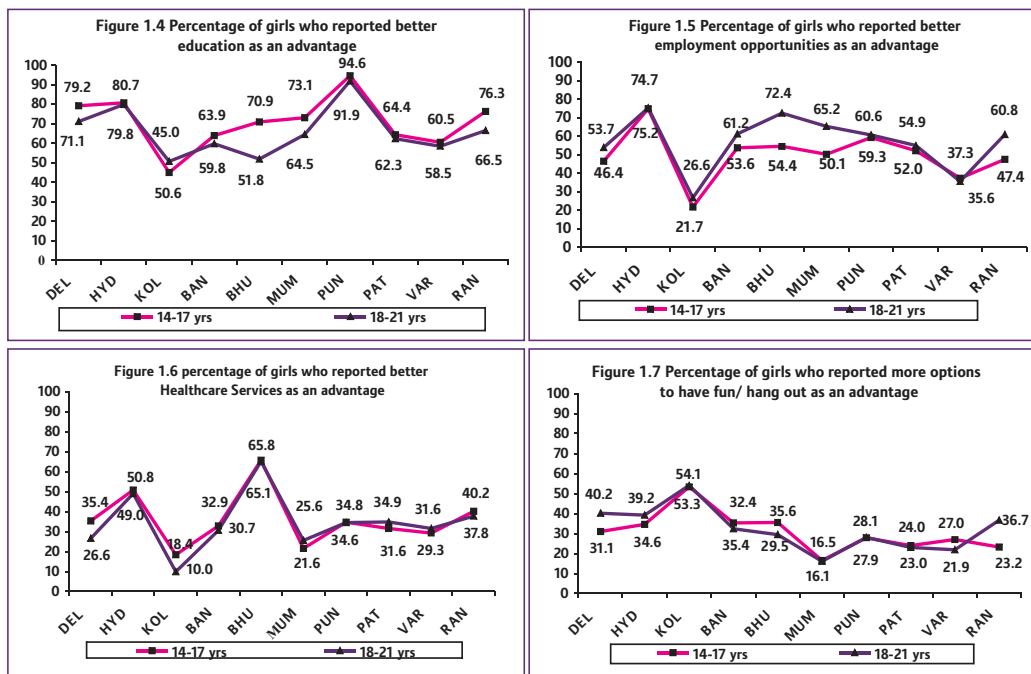 Figure 1.4 Percentage of girls who reported better
education as an advantage
100
90
80
70
60
50
40
30
20
10
0
79.2 80.7 45.0 63.9 70.9 73.1 94.6 64.4 60.5 76.3
71.1 79.8 50.6 59.8 51.8 64.5 91.9 62.3 58.5 66.5
DEL HYD KOL BAN BHU MUM PUN PAT VAR RAN
14-17 yrs 18-21 yrs
Figure 1.5 Percentage of girls who reported better
employment opportunities as an advantage
100
90
80
70
60
50
40
30
20
10
0
53.7 74.7 26.6 61.2 72.4 65.2 60.6 54.9 37.3 60.8
46.4 75.2 21.7 53.6 54.4 50.1 59.3 52.0 35.6 47.4
DEL HYD KOL BAN BHU MUM PUN PAT VAR RAN
14-17 yrs 18-21 yrs
Figure 1.6 percentage of girls who reported better
Healthcare Services as an advantage
100
90
80
70
60
50
40
30
20
10
0
35.4 50.8 18.4 32.9 65.8 25.6 34.8 34.9 31.6 40.2
26.6 49.0 10.0 30.7 65.1 21.6 34.6 31.6 29.3 37.8
DEL HYD KOL BAN BHU MUM PUN PAT VAR RAN
14-17 yrs 18-21 yrs
Figure 1.7 Percentage of girls who reported more options
to have fun/ hang out as an advantage
100
90
80
70
60
50
40
30
20
10
0
40.2 39.2 54.1 32.4 35.6 16.5 28.1 24.0 27.0 36.7
31.1 34.6 53.3 35.4 29.5 16.1 27.9 23.0 21.9 23.2
DEL HYD KOL BAN BHU MUM PUN PAT VAR RAN
14-17 yrs 18-21 yrs